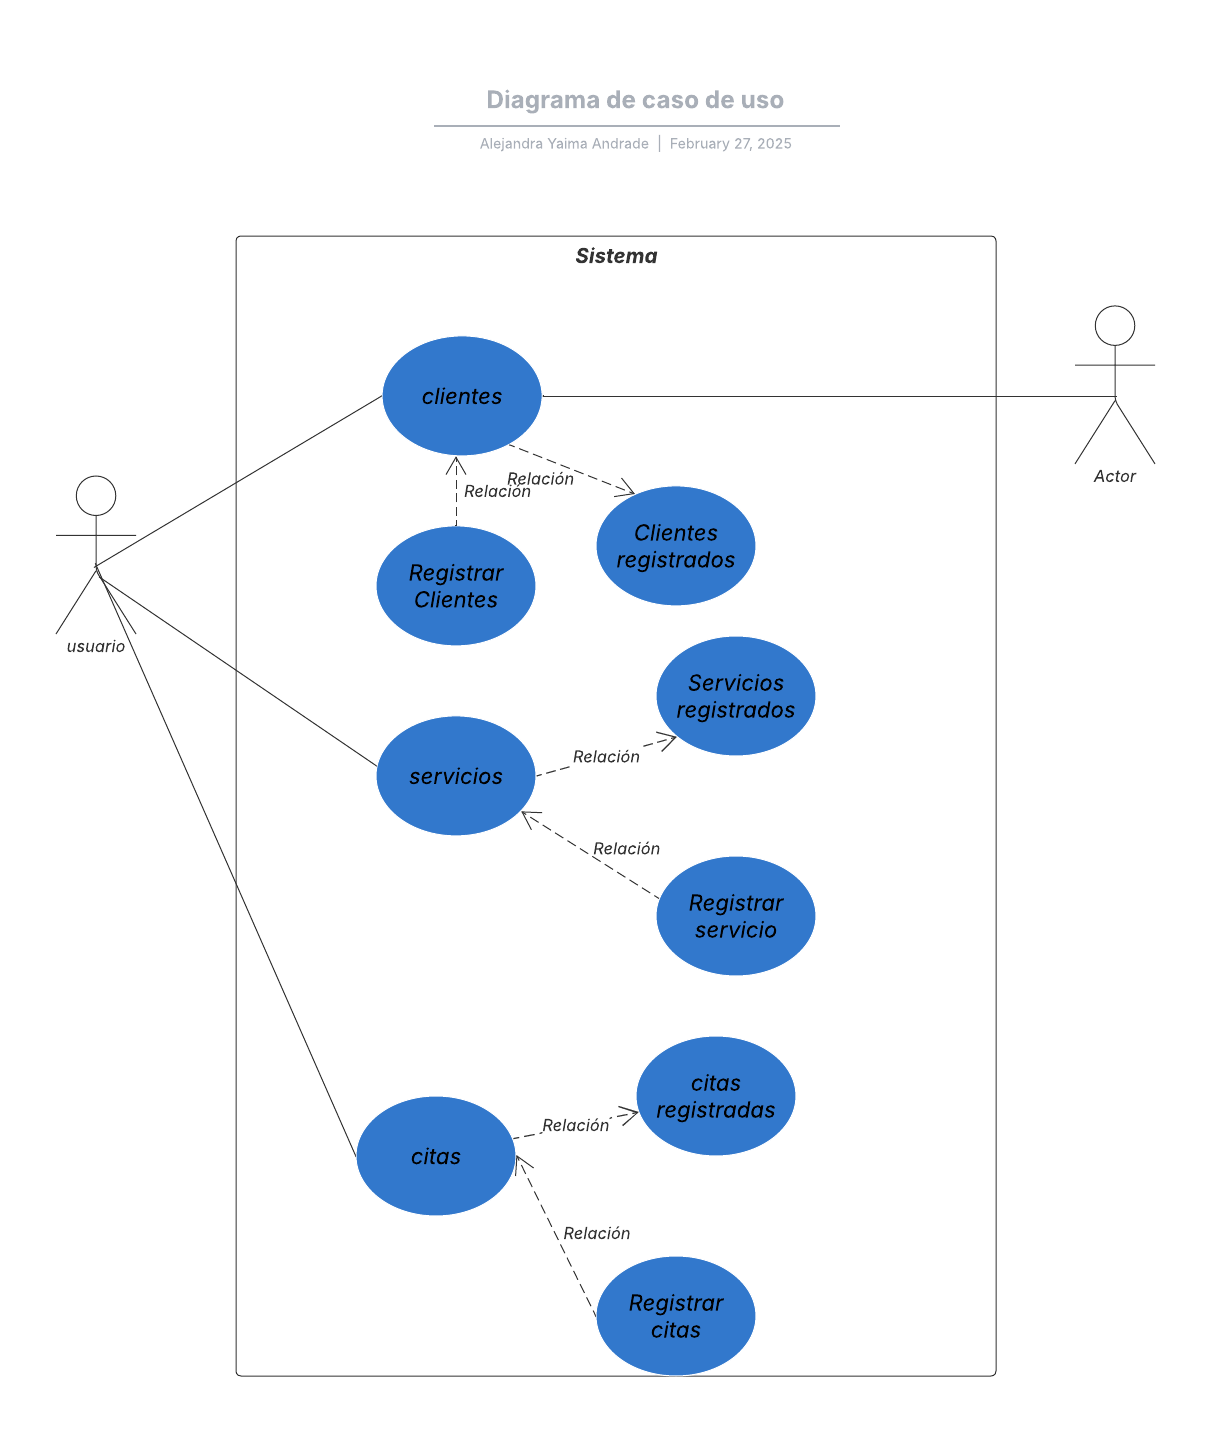 Diagrama de caso de uso
Alejandra Yaima Andrade | February 27, 2025
Sistema
clientes
Actor
Relación
Relación
Clientes
registrados
Registrar
Clientes
usuario
Servicios
registrados
Relación
servicios
Relación
Registrar
servicio
citas
registradas
Relación
citas
Relación
Registrar
citas